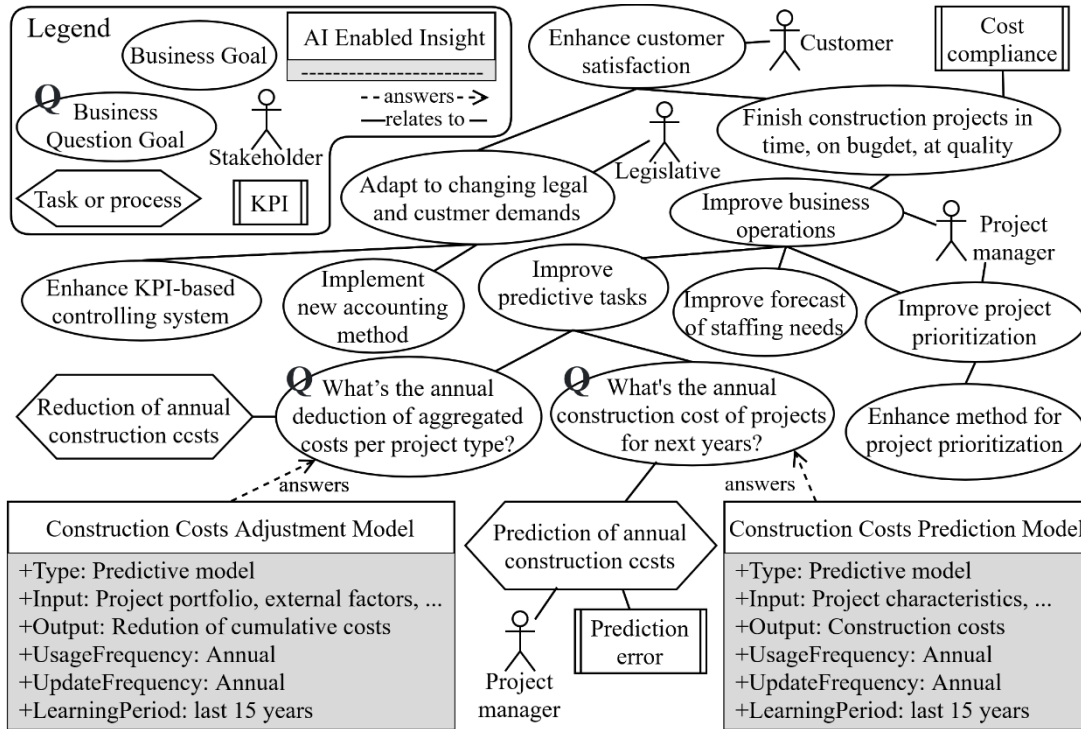 Legend
Business Goal
AI Enabled Insight
Q
Business
Question Goal
answers
relates to
Stakeholder
Task or process
KPI
Enhance customer
satisfaction
Customer
Cost
compliance
Finish construction projects in
time, on bugdet, at quality
Legislative
Adapt to changing legal
and custmer demands
Improve business
operations
Project
manager
Enhance KPI-based
controlling system
Implement
new accounting
method
Improve
predictive tasks
Improve forecast
of staffing needs
Improve project
prioritization
Reduction of annual
construction ccsts
Q
What's the annual
deduction of aggregated
costs per project type?
Q
What's the annual
construction cost of projects
for next years?
Enhance method for
project prioritization
answers
answers
Construction Costs Adjustment Model
+Type: Predictive model
+Input: Project portfolio, external factors, ...
+Output: Redution of cumulative costs
+UsageFrequency: Annual
+UpdateFrequency: Annual
+LearningPeriod: last 15 years
Prediction of annual
construction ccsts
Project
manager
Prediction
error
Construction Costs Prediction Model
+Type: Predictive model
+Input: Project characteristics, ...
+Output: Construction costs
+UsageFrequency: Annual
+UpdateFrequency: Annual
+LearningPeriod: last 15 years